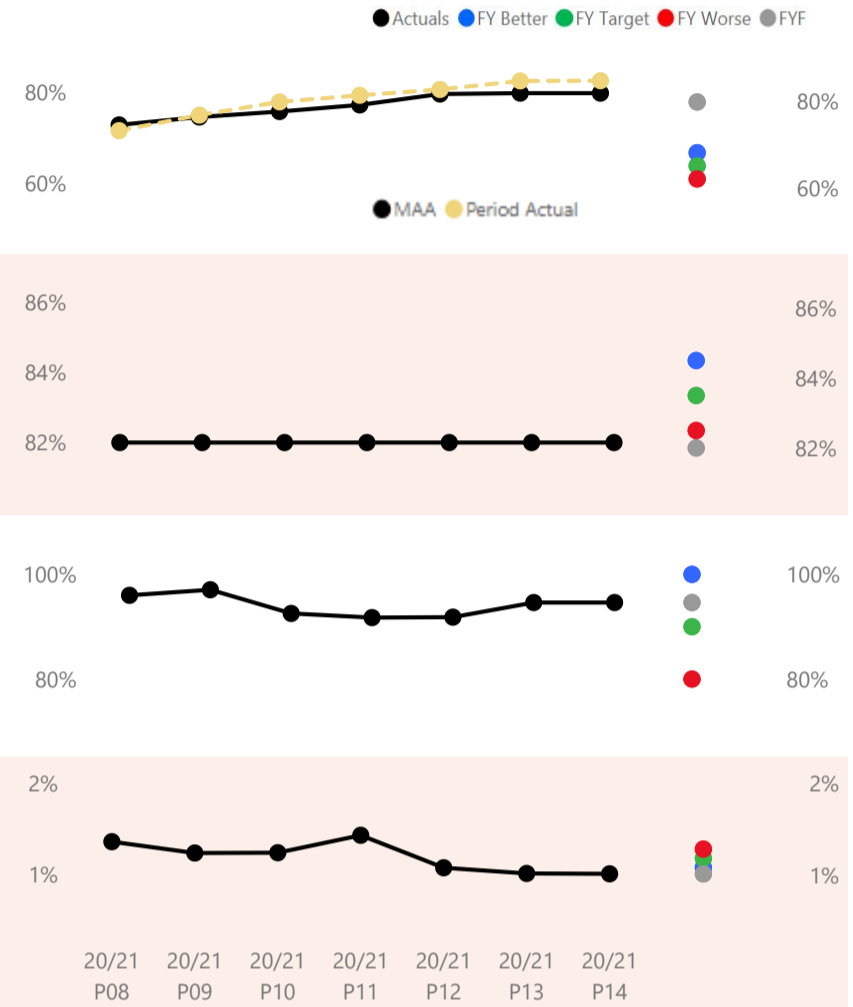 Actuals FY Better FY Target FY Worse FYF
80% 80%
60% 60%
MAA Period Actual
86% 86%
84% 84%
82% 82%
100% 100%
80% 80%
2% 2%
1% 1%
20/21 20/21 20/21 20/21 20/21 20/21 20/21
P08 P09 P10 P11 P12 P13 P14